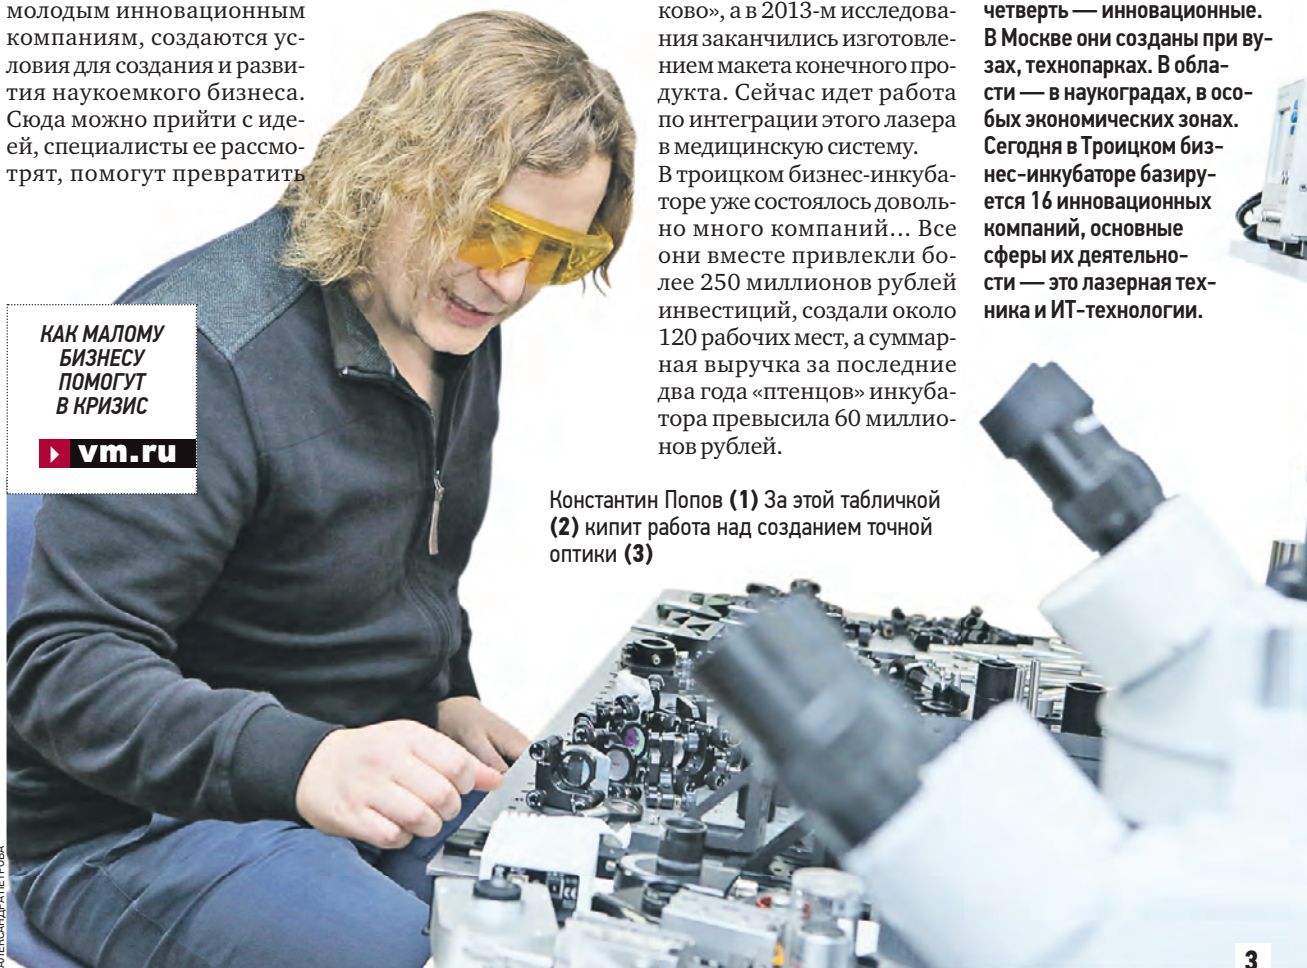 молодым инновационным
компаниям, создаются ус-
ловия для создания и разви-
тия наукоемкого бизнеса.
Сюда можно прийти с иде-
ей, специалисты ее рассмо-
трят, помогут превратить
КАК МАЛОМУ
БИЗНЕСУ
ПОМОГУТ
В КРИЗИС
vm.ru
ково», а в 2013-м исследова-
ния закончились изготовле-
нием макета конечного про-
дукта. Сейчас идет работа
по интеграции этого лазера
в медицинскую систему.
В троицком бизнес-инкуба-
торе уже состоялось доволь-
но много компаний... Все
они вместе привлекли бо-
лее 250 миллионов рублей
инвестиций, создали около
120 рабочих мест, а суммар-
ная выручка за последние
два года «птенцов» инкуба-
тора превысила 60 миллио-
нов рублей.
четверть — инновационные.
В Москве они созданы при ву-
зах, технопарках. В обла-
сти — в наукоградах, в осо-
бых экономических зонах.
Сегодня в Троицком биз-
нес-инкубаторе базиру-
ется 16 инновационных
компаний, основные
сферы их деятельно-
сти — это лазерная тех-
ника и ИТ-технологии.
Константин Попов (1) За этой табличкой
(2) кипит работа над созданием точной
оптики (3)
АЛЕКСАНДРА ПЕТРОВА
3